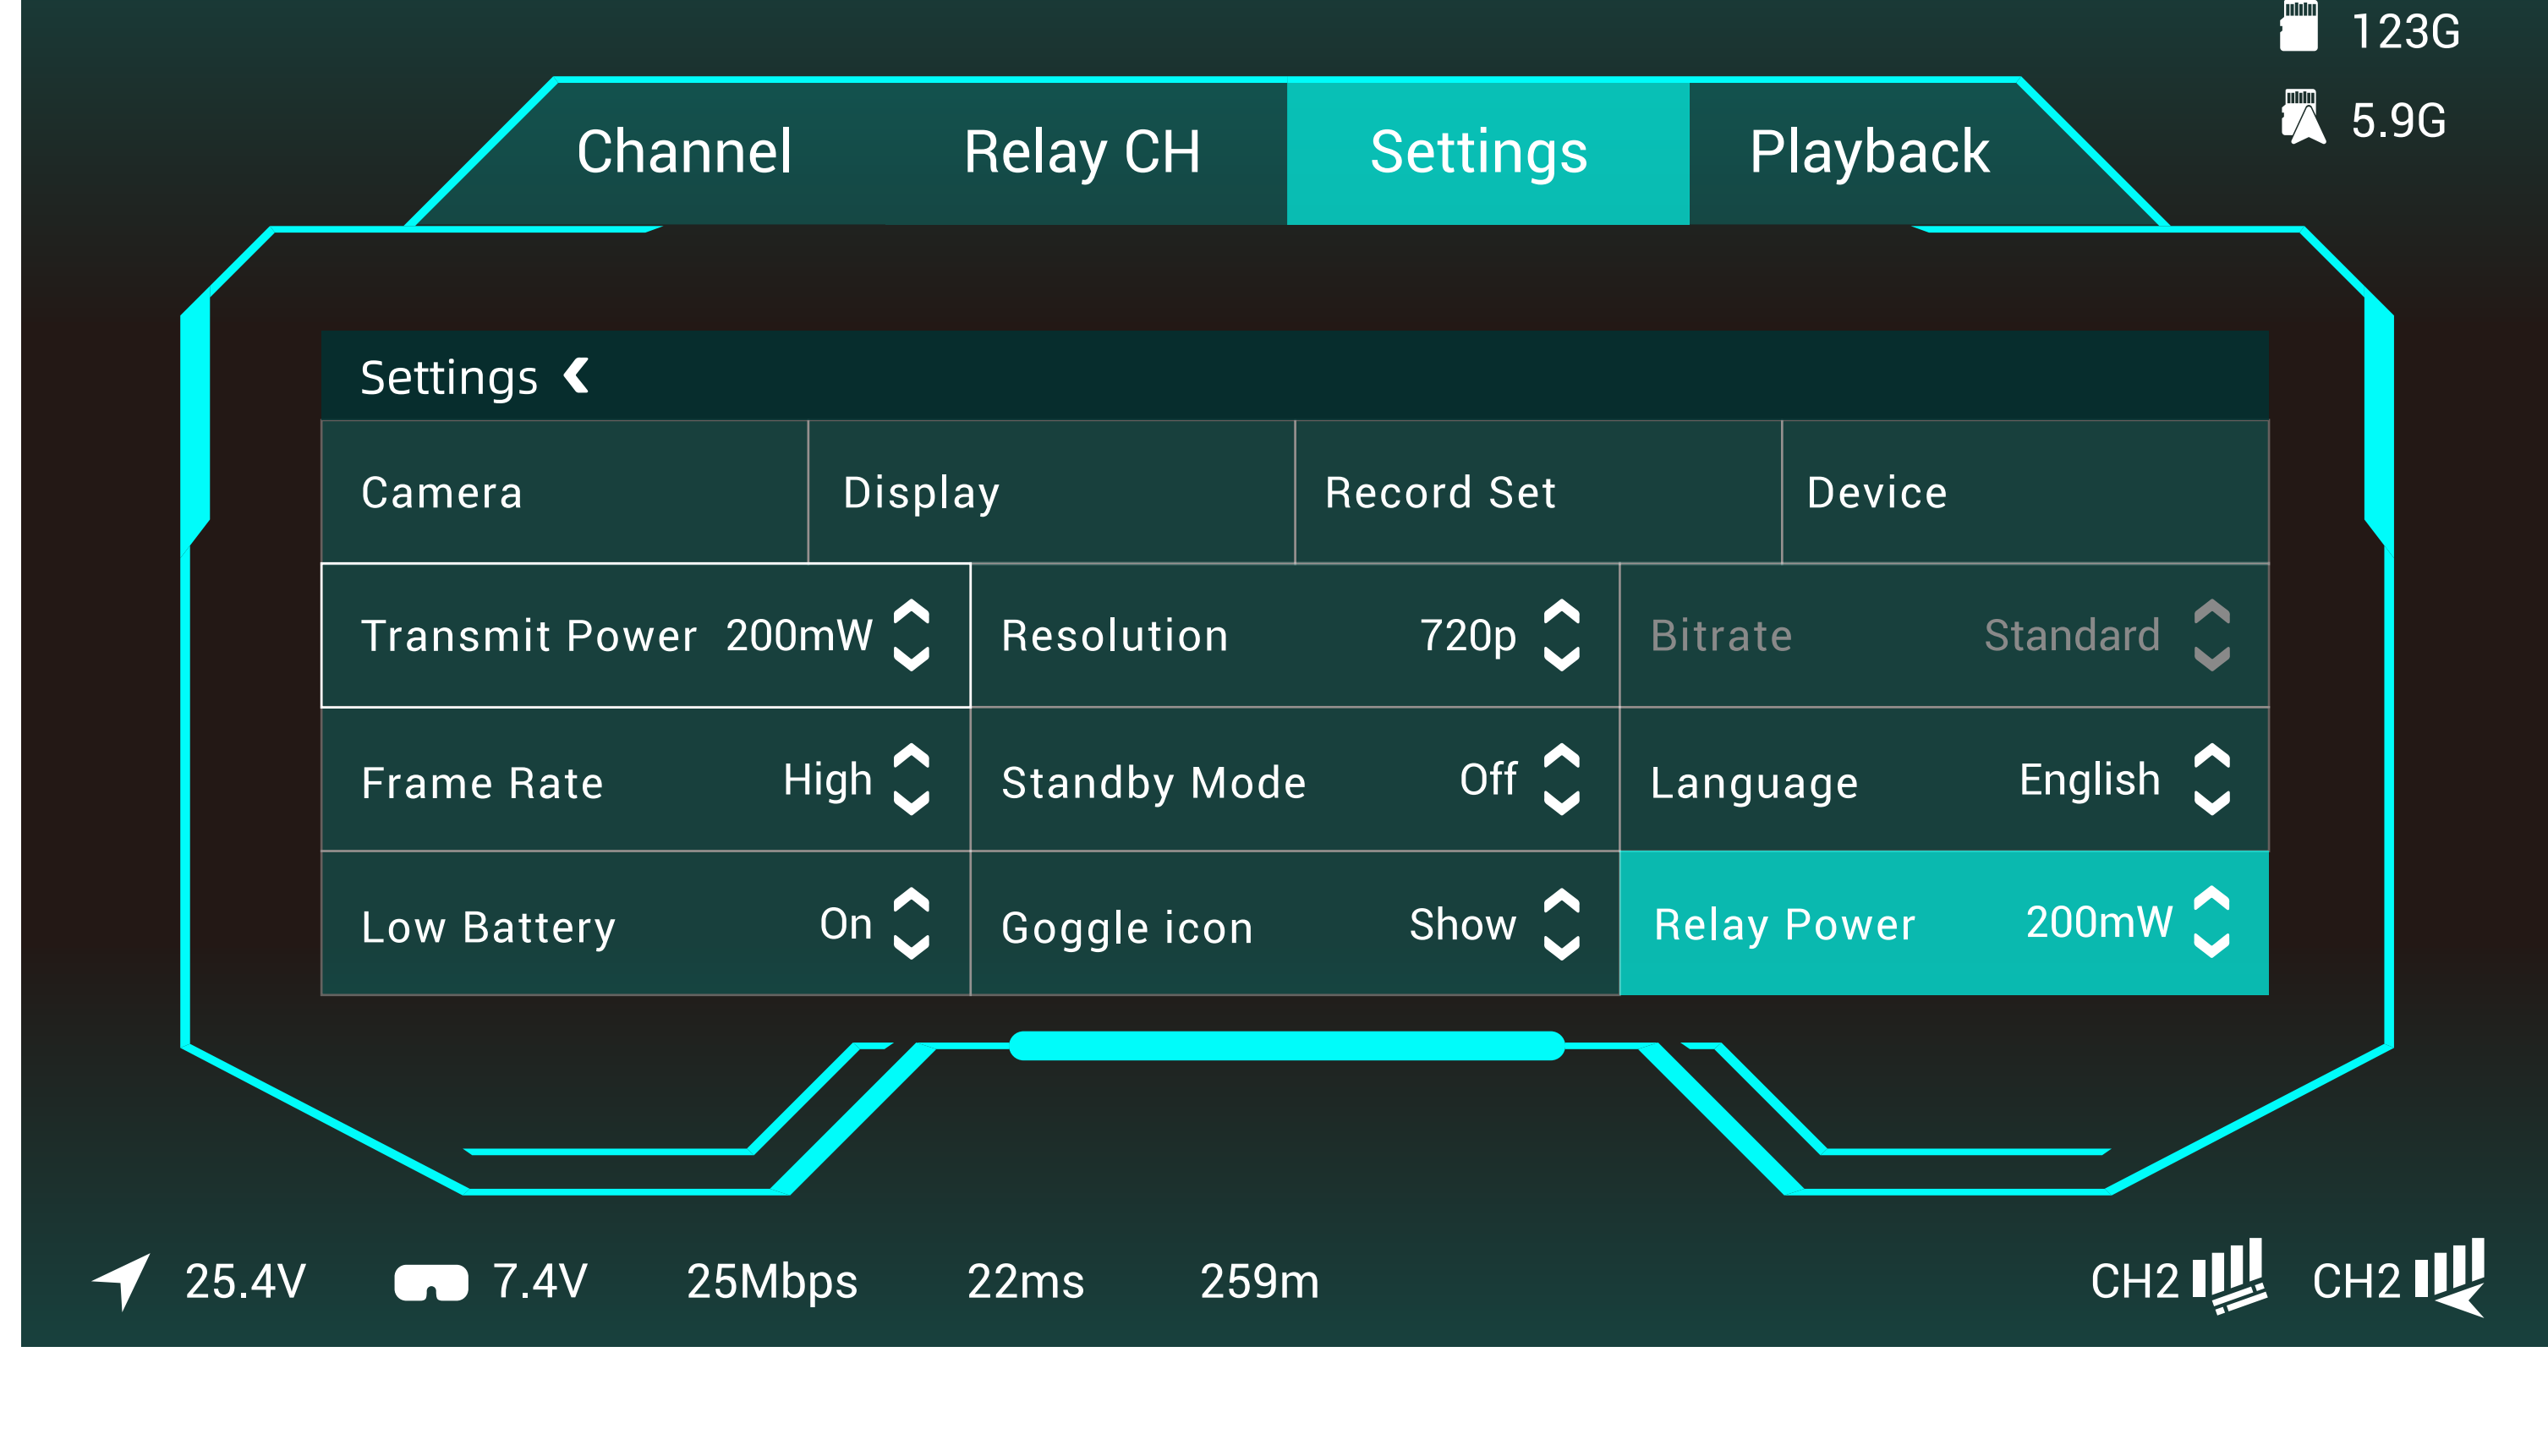 123G
5.9G
Channel Relay CH Settings Playback
Settings
Camera Display Record Set Device
Transmit Power 200mW Resolution 720p Bitrate Standard
Frame Rate High Standby Mode Off Language English
Low Battery On Goggle icon Show Relay Power 200mW
25.4V 7.4V 25Mbps 22ms 259m CH2 CH2